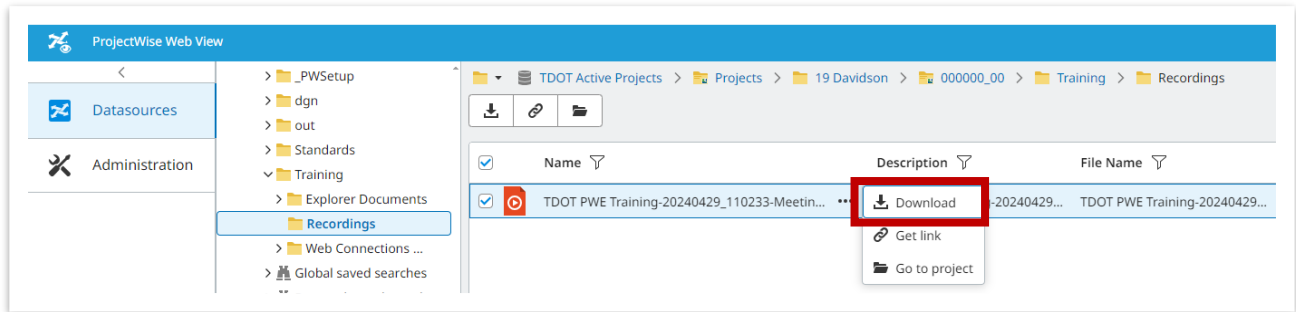 ProjectWise Web View
Datasources
Administration
_PWSetup
dgn
out
Standards
Training
Explorer Documents
Recordings
Web Connections ...
Global saved searches
TDOT Active Projects > Projects > 19 Davidson > 000000_00 > Training > Recordings
Name Description File Name
TDOT PWE Training-20240429_110233-Meetin... ••• g-20240429... TDOT PWE Training-20240429...
Download
Get link
Go to project